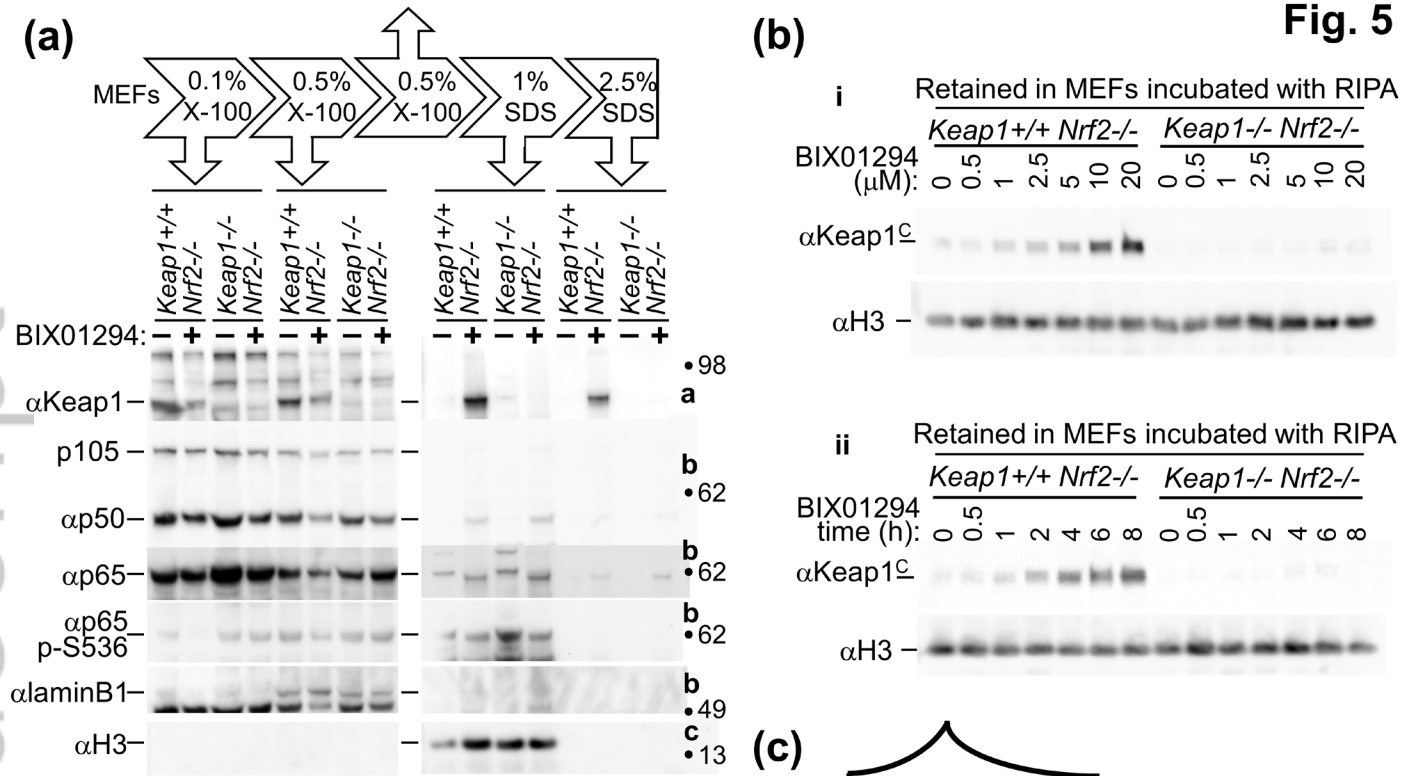 Fig. 5
(a)
MEFs
0.1%
X-100
0.5%
X-100
0.5%
X-100
1%
SDS
2.5%
SDS
Keap1+/+
Nrf2-/-
Keap1-/-
Nrf2-/-
Keap1+/+
Nrf2-/-
Keap1-/-
Nrf2-/-
Keap1+/+
Nrf2-/-
Keap1-/-
Nrf2-/-
Keap1+/+
Nrf2-/-
Keap1-/-
Nrf2-/-
BIX01294: – + – + – + – + – + – + – + – +
αKeap1
p105
αp50
αp65
αp65
p-S536
αlaminB1
αH3
•98
a
b
•62
b
•62
b
•62
b
•49
c
•13
(b)
i
Retained in MEFs incubated with RIPA
Keap1+/+ Nrf2-/- Keap1-/- Nrf2-/-
BIX01294
(μM): 0 0.5 1 2.5 5 10 20 0 0.5 1 2.5 5 10 20
αKeap1C
αH3
ii
Retained in MEFs incubated with RIPA
Keap1+/+ Nrf2-/- Keap1-/- Nrf2-/-
BIX01294
time (h): 0 0.5 1 2 4 6 8 0 0.5 1 2 4 6 8
αKeap1C
αH3
(c)